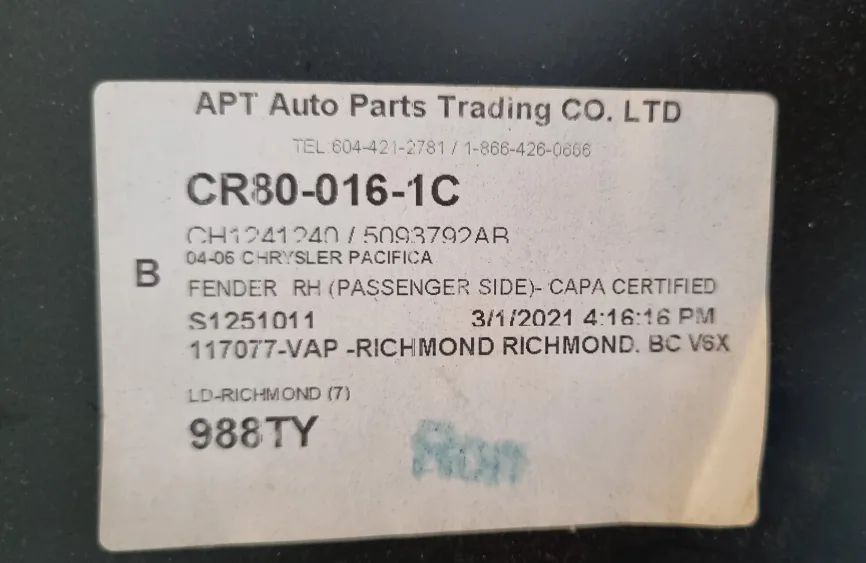 APT Auto Parts Trading CO. LTD
TEL:604-421-2781 / 1-866-426-0666
CR80-016-1C
CH1241240 / 5093792AB
04-06 CHRYSLER PACIFICA
B
FENDER RH (PASSENGER SIDE)- CAPA CERTIFIED
S1251011 3/1/2021 4:16:16 PM
117077-VAP -RICHMOND RICHMOND. BC V6X
LD-RICHMOND (7)
988TY